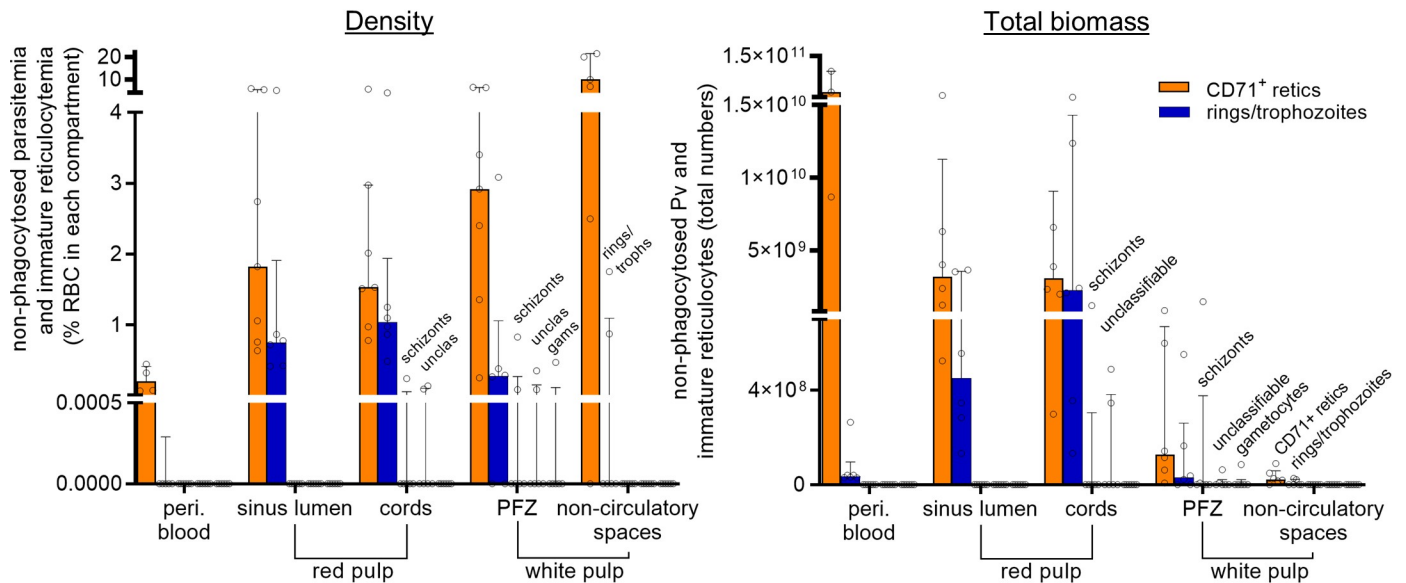 Density
non-phagocytosed parasitemia
and immature reticulocytemia
(% RBC in each compartment)
20
10
4
3
2
1
0.0005
0.0000
schizonts
unclas
schizonts
unclas
gams
rings/
trophs
peri.
blood
sinus lumen
cords
PFZ
non-circulatory
spaces
red pulp
white pulp
Total biomass
non-phagocytosed Pv and
immature reticulocytes (total numbers)
1.5×10¹¹
1.5×10¹⁰
1×10¹⁰
5×10⁹
4×10⁸
0
CD71⁺ retics
rings/trophozoites
schizonts
unclassifiable
schizonts
unclassifiable
gametocytes
CD71+ retics
rings/trophozoites
peri.
blood
sinus lumen
cords
PFZ
non-circulatory
spaces
red pulp
white pulp